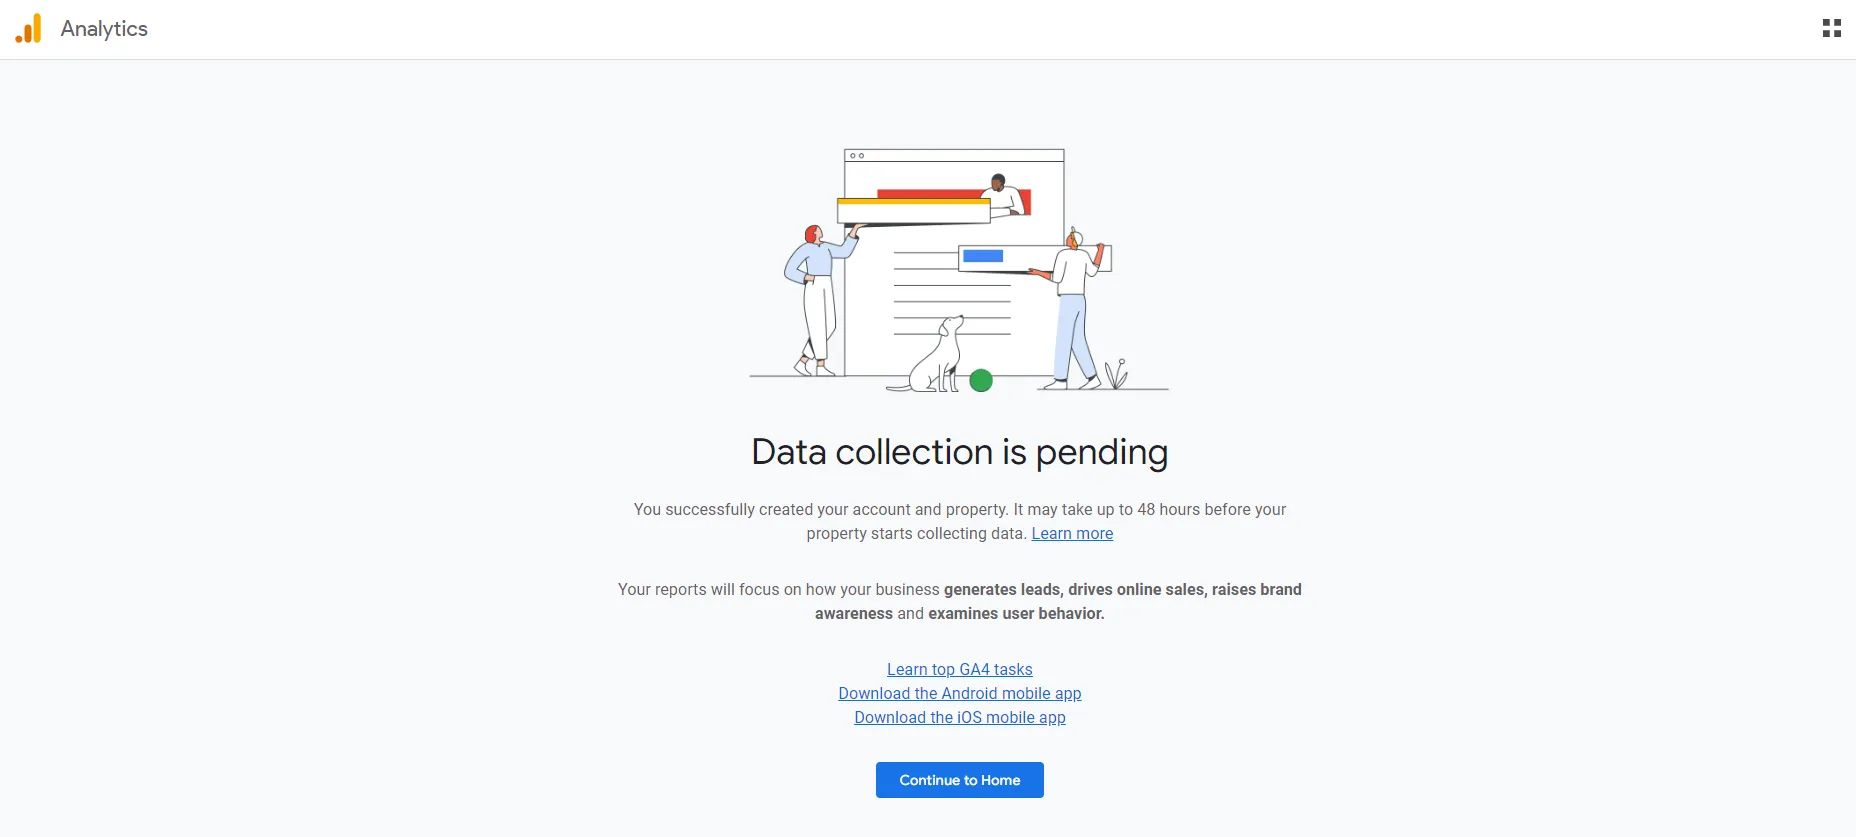 Analytics
Data collection is pending
You successfully created your account and property. It may take up to 48 hours before your
property starts collecting data. Learn more
Your reports will focus on how your business generates leads, drives online sales, raises brand
awareness and examines user behavior.
Learn top GA4 tasks
Download the Android mobile app
Download the iOS mobile app
Continue to Home